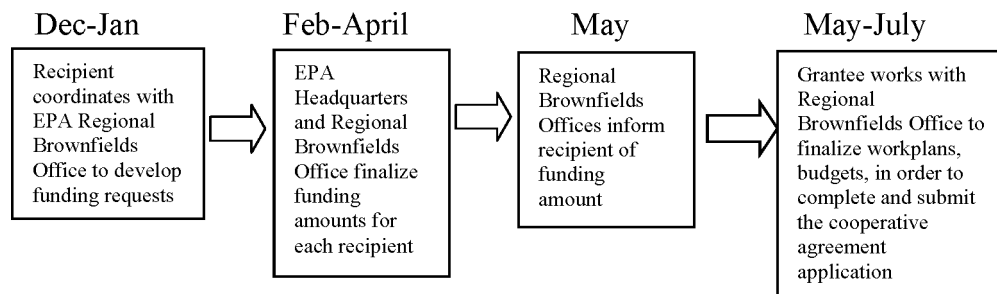 Dec-Jan
Recipient
coordinates with
EPA Regional
Brownfields
Office to develop
funding requests
Feb-April
EPA
Headquarters
and Regional
Brownfields
Office finalize
funding
amounts for
each recipient
May
Regional
Brownfields
Offices inform
recipient of
funding
amount
May-July
Grantee works with
Regional
Brownfields Office to
finalize workplans,
budgets, in order to
complete and submit
the cooperative
agreement
application